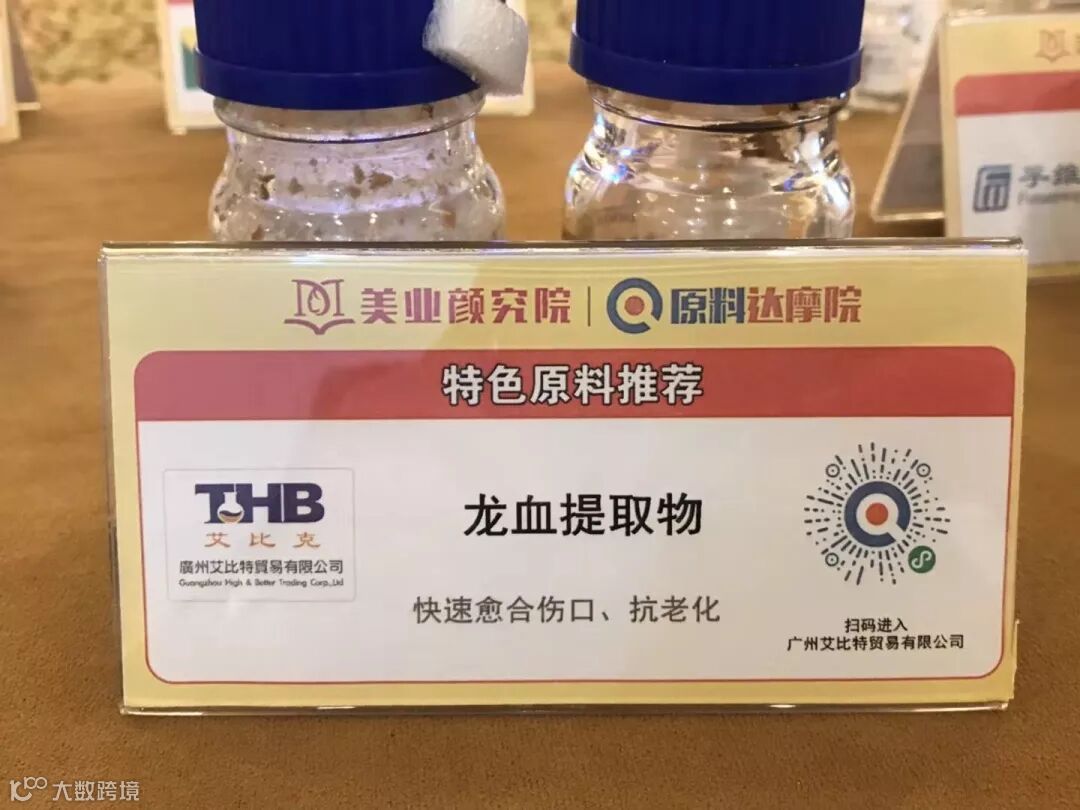 美业颜究院 | 原料达摩院
特色原料推荐
THB
艾比克
廣州艾比特貿易有限公司
Guangzhou High & Better Trading Corp.,Ltd
龙血提取物
快速愈合伤口、抗老化
扫码进入
广州艾比特贸易有限公司
孚維
大数跨境